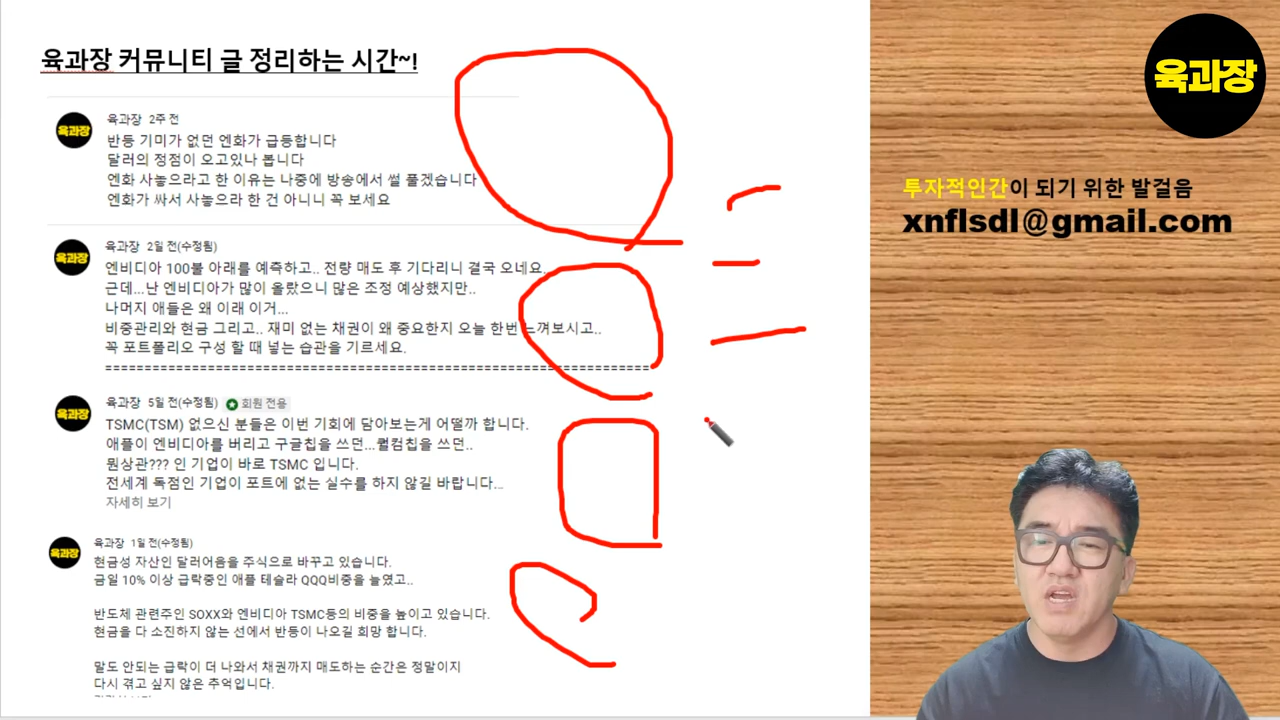 육과장 커뮤니티 글 정리하는 시간~!
육과장
육과장 2주 전
반등 기미가 없던 엔화가 급등합니다
달러의 정점이 오고있나 봅니다
엔화 사놓으라고 한 이유는 나중에 방송에서 썰 풀겠습니다
엔화가 싸서 사놓으라 한 건 아니니 꼭 보세요
육과장
육과장 2일 전(수정됨)
엔비디아 100불 아래를 예측하고.. 전량 매도 후 기다리니 결국 오네요.
근데...난 엔비디아가 많이 올랐으니 많은 조정 예상했지만..
나머지 애들은 왜 이래 이거...
비중관리와 현금 그리고.. 재미 없는 채권이 왜 중요한지 오늘 한번 느껴보시고..
꼭 포트폴리오 구성 할 때 넣는 습관을 기르세요.
======================================================================
육과장
육과장 5일 전(수정됨) 회원 전용
TSMC(TSM) 없으신 분들은 이번 기회에 담아보는게 어떨까 합니다.
애플이 엔비디아를 버리고 구글칩을 쓰던...퀄컴칩을 쓰던..
뭔상관??? 인 기업이 바로 TSMC 입니다.
전세계 독점인 기업이 포트에 없는 실수를 하지 않길 바랍니다...
자세히 보기
육과장
육과장 1일 전(수정됨)
현금성 자산인 달러어음을 주식으로 바꾸고 있습니다.
금일 10% 이상 급락중인 애플 테슬라 QQQ비중을 늘였고..
반도체 관련주인 SOXX와 엔비디아 TSMC등의 비중을 높이고 있습니다.
현금을 다 소진하지 않는 선에서 반등이 나오길 희망 합니다.
말도 안되는 급락이 더 나와서 채권까지 매도하는 순간은 정말이지
다시 겪고 싶지 않은 추억입니다.
육과장
투자적인간이 되기 위한 발걸음
xnflsdl@gmail.com